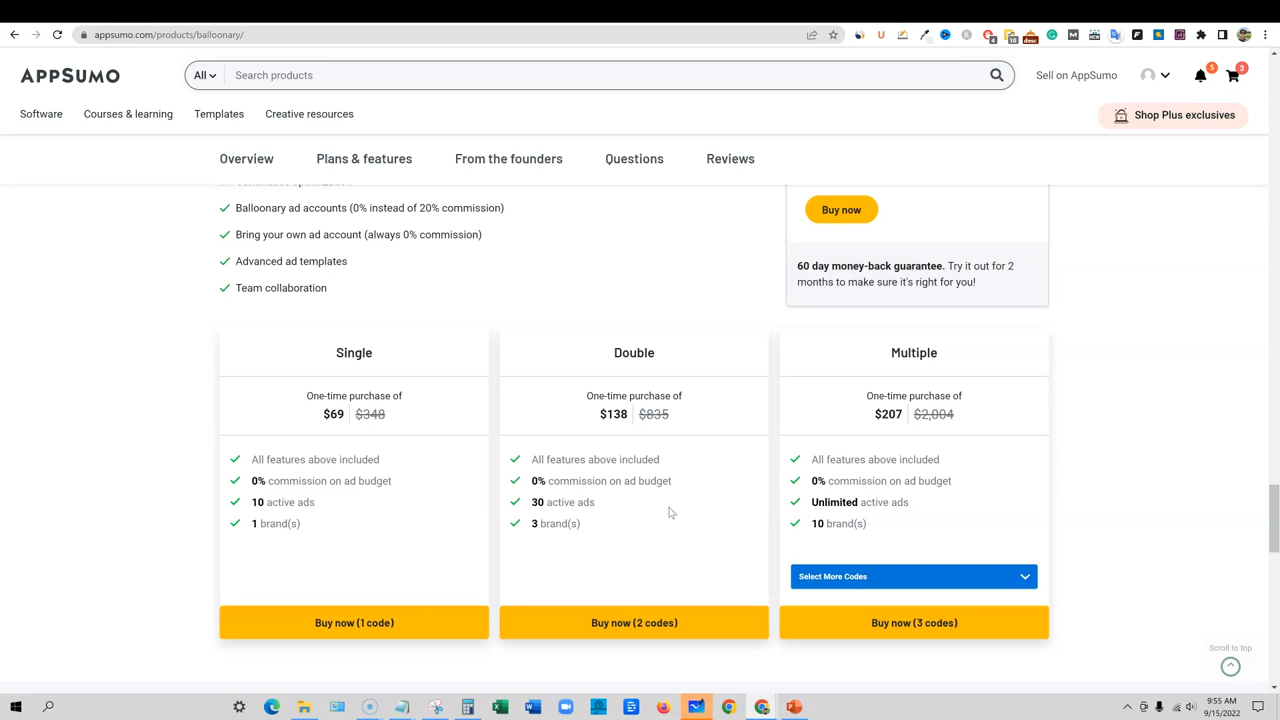 appsumo.com/products/balloonary/
APPSUMO
All
Search products
Sell on AppSumo
5
3
Software
Courses & learning
Templates
Creative resources
Shop Plus exclusives
Overview
Plans & features
From the founders
Questions
Reviews
Balloonary ad accounts (0% instead of 20% commission)
Bring your own ad account (always 0% commission)
Advanced ad templates
Team collaboration
Buy now
60 day money-back guarantee. Try it out for 2
months to make sure it's right for you!
Single
One-time purchase of
$69 $348
All features above included
0% commission on ad budget
10 active ads
1 brand(s)
Buy now (1 code)
Double
One-time purchase of
$138 $835
All features above included
0% commission on ad budget
30 active ads
3 brand(s)
Buy now (2 codes)
Multiple
One-time purchase of
$207 $2,004
All features above included
0% commission on ad budget
Unlimited active ads
10 brand(s)
Select More Codes
Buy now (3 codes)
Scroll to top
9:55 AM
9/15/2022